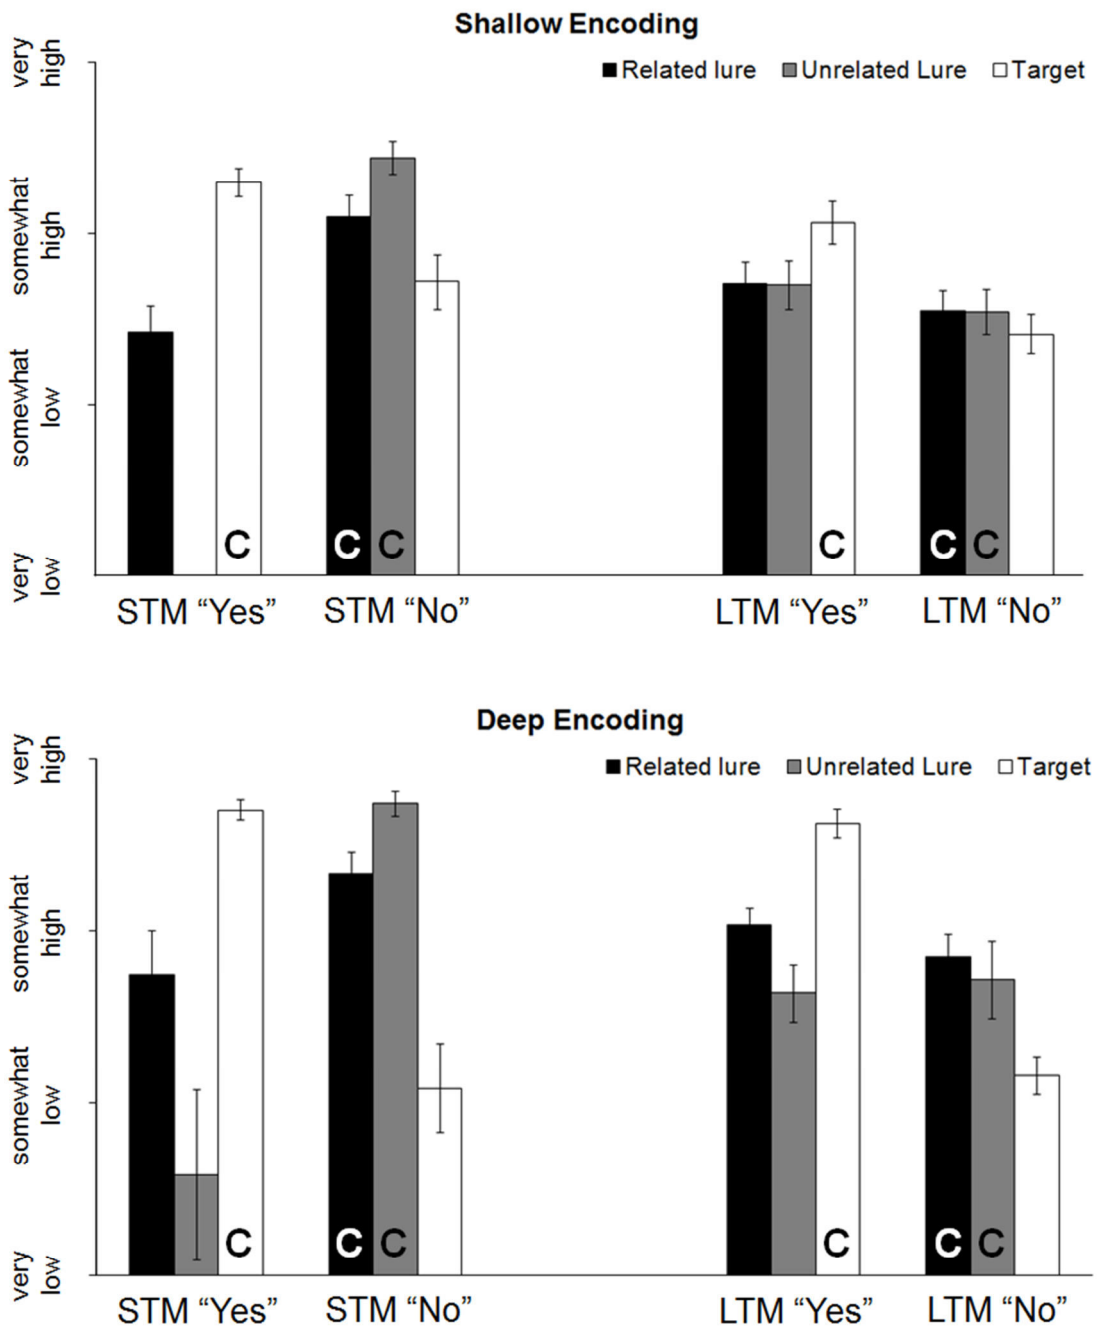 Shallow Encoding
Related lure Unrelated Lure Target
very
high
somewhat
high
somewhat
low
very
low
C C C C C C
STM “Yes” STM “No” LTM “Yes” LTM “No”
Deep Encoding
Related lure Unrelated Lure Target
very
high
somewhat
high
somewhat
low
very
low
C C C C C C
STM “Yes” STM “No” LTM “Yes” LTM “No”